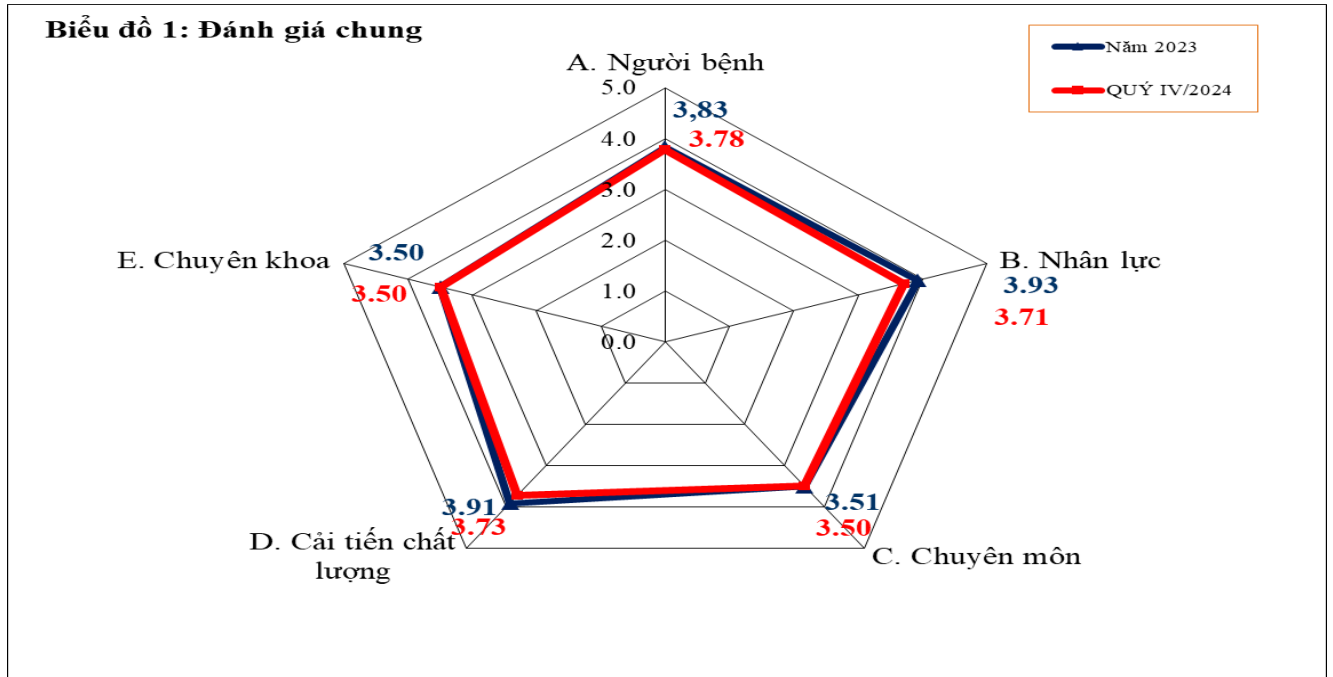 Biểu đồ 1: Đánh giá chung
Năm 2023
QUÝ IV/2024
A. Người bệnh
5.0
3,83
4.0
3.78
3.0
2.0
1.0
0.0
B. Nhân lực
3.93
3.71
E. Chuyên khoa
3.50
3.50
3.51
3.50
C. Chuyên môn
3.91
3.73
D. Cải tiến chất
lượng